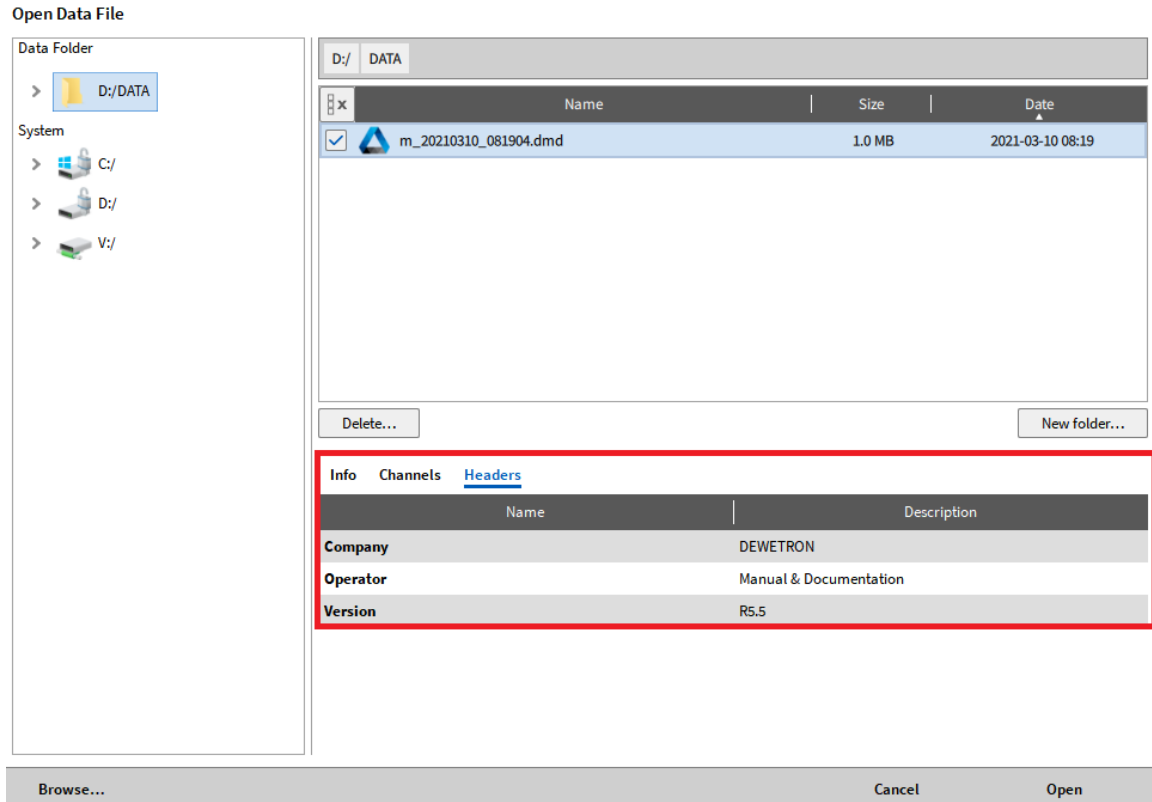 Open Data File
Data Folder
D:/DATA
System
C:/
D:/
V:/
D:/ DATA
x Name Size Date
m_20210310_081904.dmd 1.0 MB 2021-03-10 08:19
Delete... New folder...
Info Channels Headers
Name Description
Company DEWETRON
Operator Manual & Documentation
Version R5.5
Browse... Cancel Open